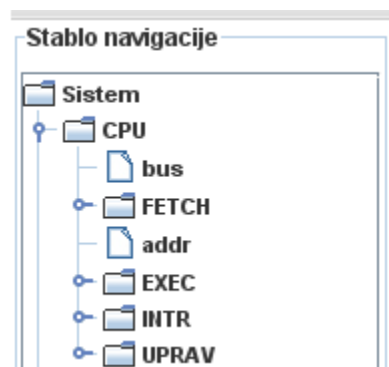 Stablo navigacije
Sistem
CPU
bus
FETCH
addr
EXEC
INTR
UPRAV